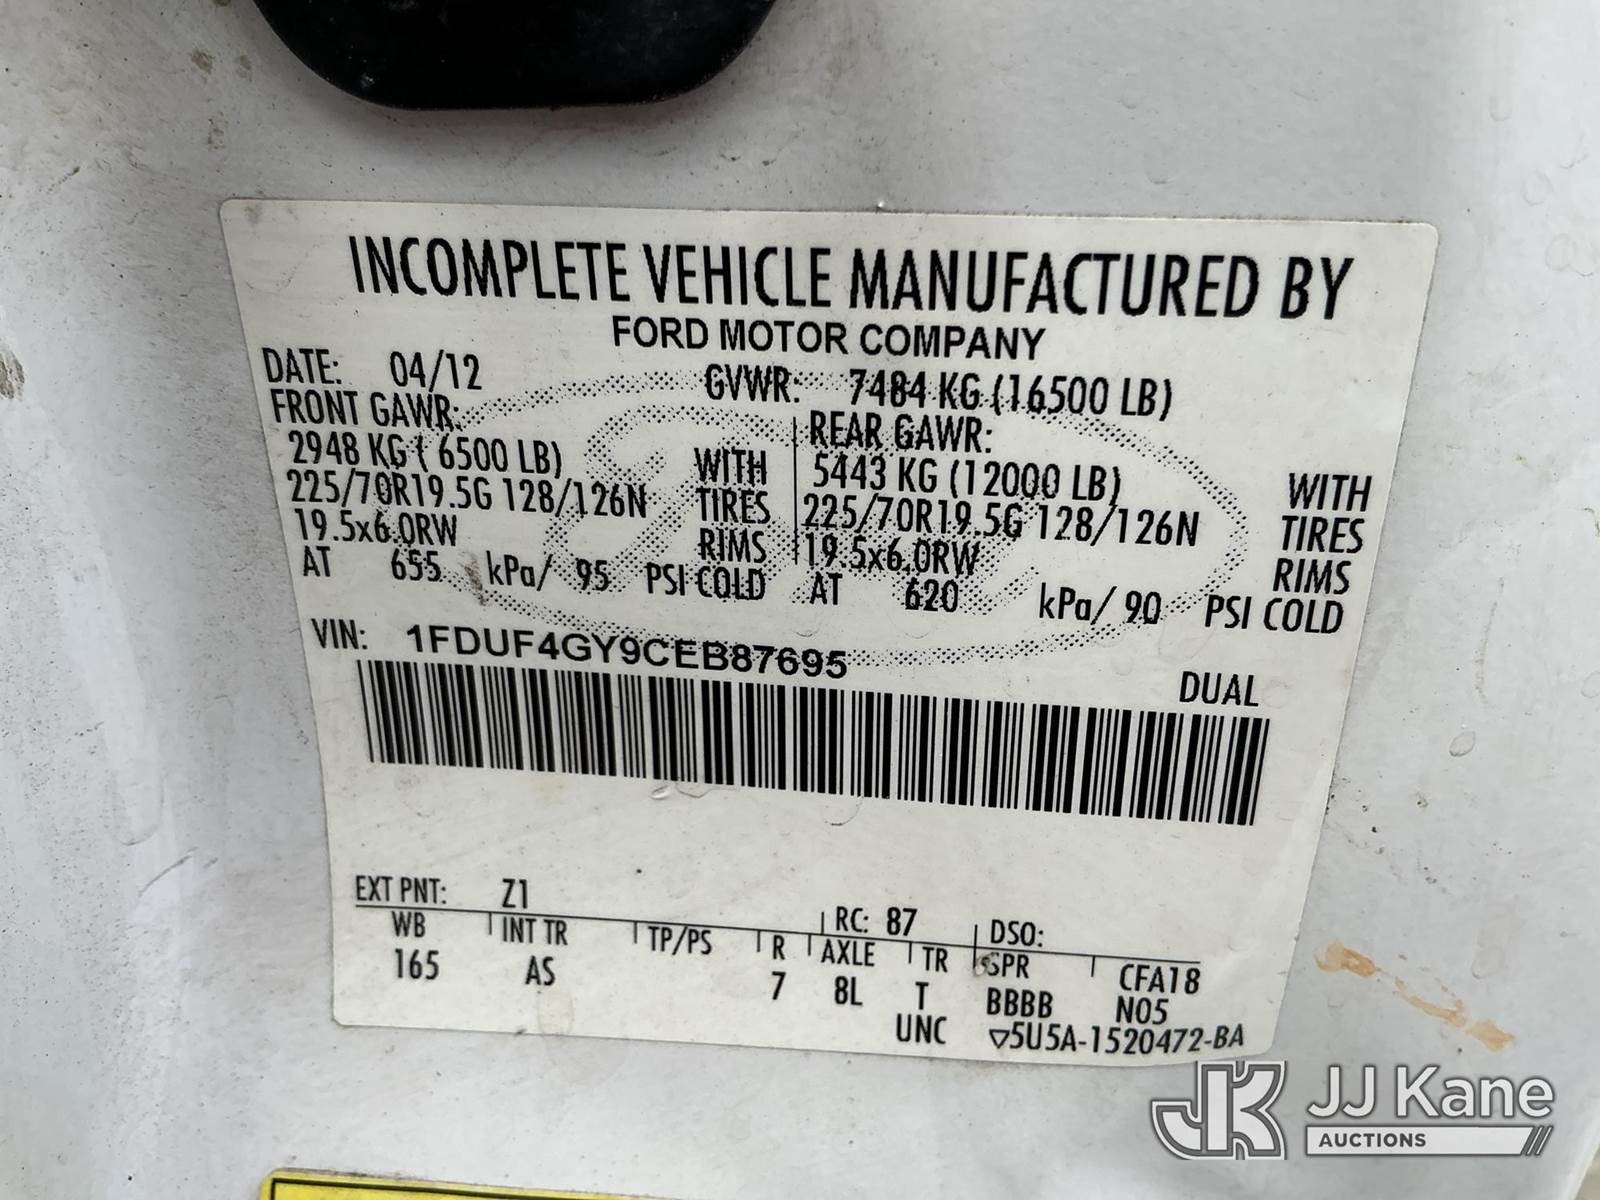 INCOMPLETE VEHICLE MANUFACTURED BY
FORD MOTOR COMPANY
DATE: 04/12 GVWR: 7484 KG (16500 LB)
FRONT GAWR: REAR GAWR:
2948 KG ( 6500 LB) WITH 5443 KG (12000 LB) WITH
225/70R19.5G 128/126N TIRES 225/70R19.5G 128/126N TIRES
19.5x6.0RW RIMS 19.5x6.0RW RIMS
AT 655 kPa/ 95 PSI COLD AT 620 kPa/ 90 PSI COLD
VIN: 1FDUF4GY9CEB87695
DUAL
EXT PNT: Z1 RC: 87 DSO:
WB INT TR TP/PS R AXLE TR SPR CFA18
165 AS 7 8L T BBBB N05
UNC ▽5U5A-1520472-BA
JK JJ Kane
AUCTIONS